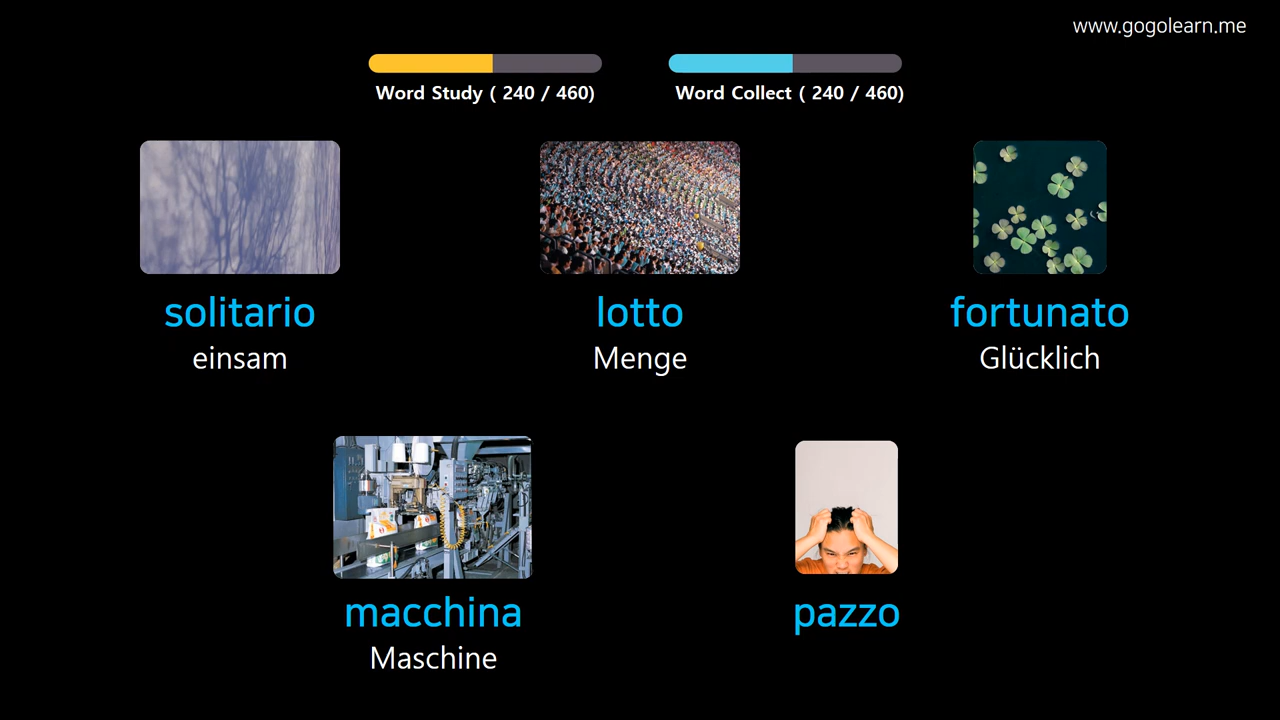 www.gogolearn.me
Word Study ( 240 / 460)
Word Collect ( 240 / 460)
solitario
einsam
lotto
Menge
fortunato
Glücklich
macchina
Maschine
pazzo